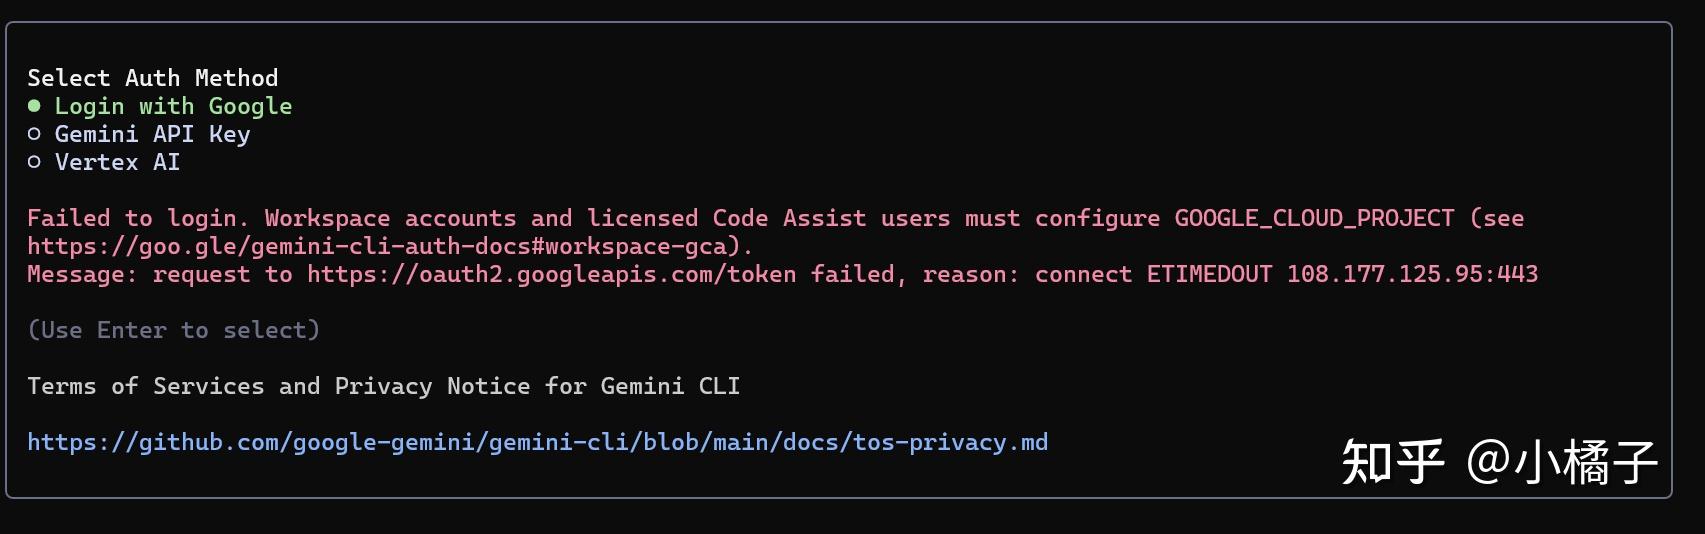 Select Auth Method
● Login with Google
○ Gemini API Key
○ Vertex AI
Failed to login. Workspace accounts and licensed Code Assist users must configure GOOGLE_CLOUD_PROJECT (see
https://goo.gle/gemini-cli-auth-docs#workspace-gca).
Message: request to https://oauth2.googleapis.com/token failed, reason: connect ETIMEDOUT 108.177.125.95:443
(Use Enter to select)
Terms of Services and Privacy Notice for Gemini CLI
https://github.com/google-gemini/gemini-cli/blob/main/docs/tos-privacy.md
知乎 @小橘子